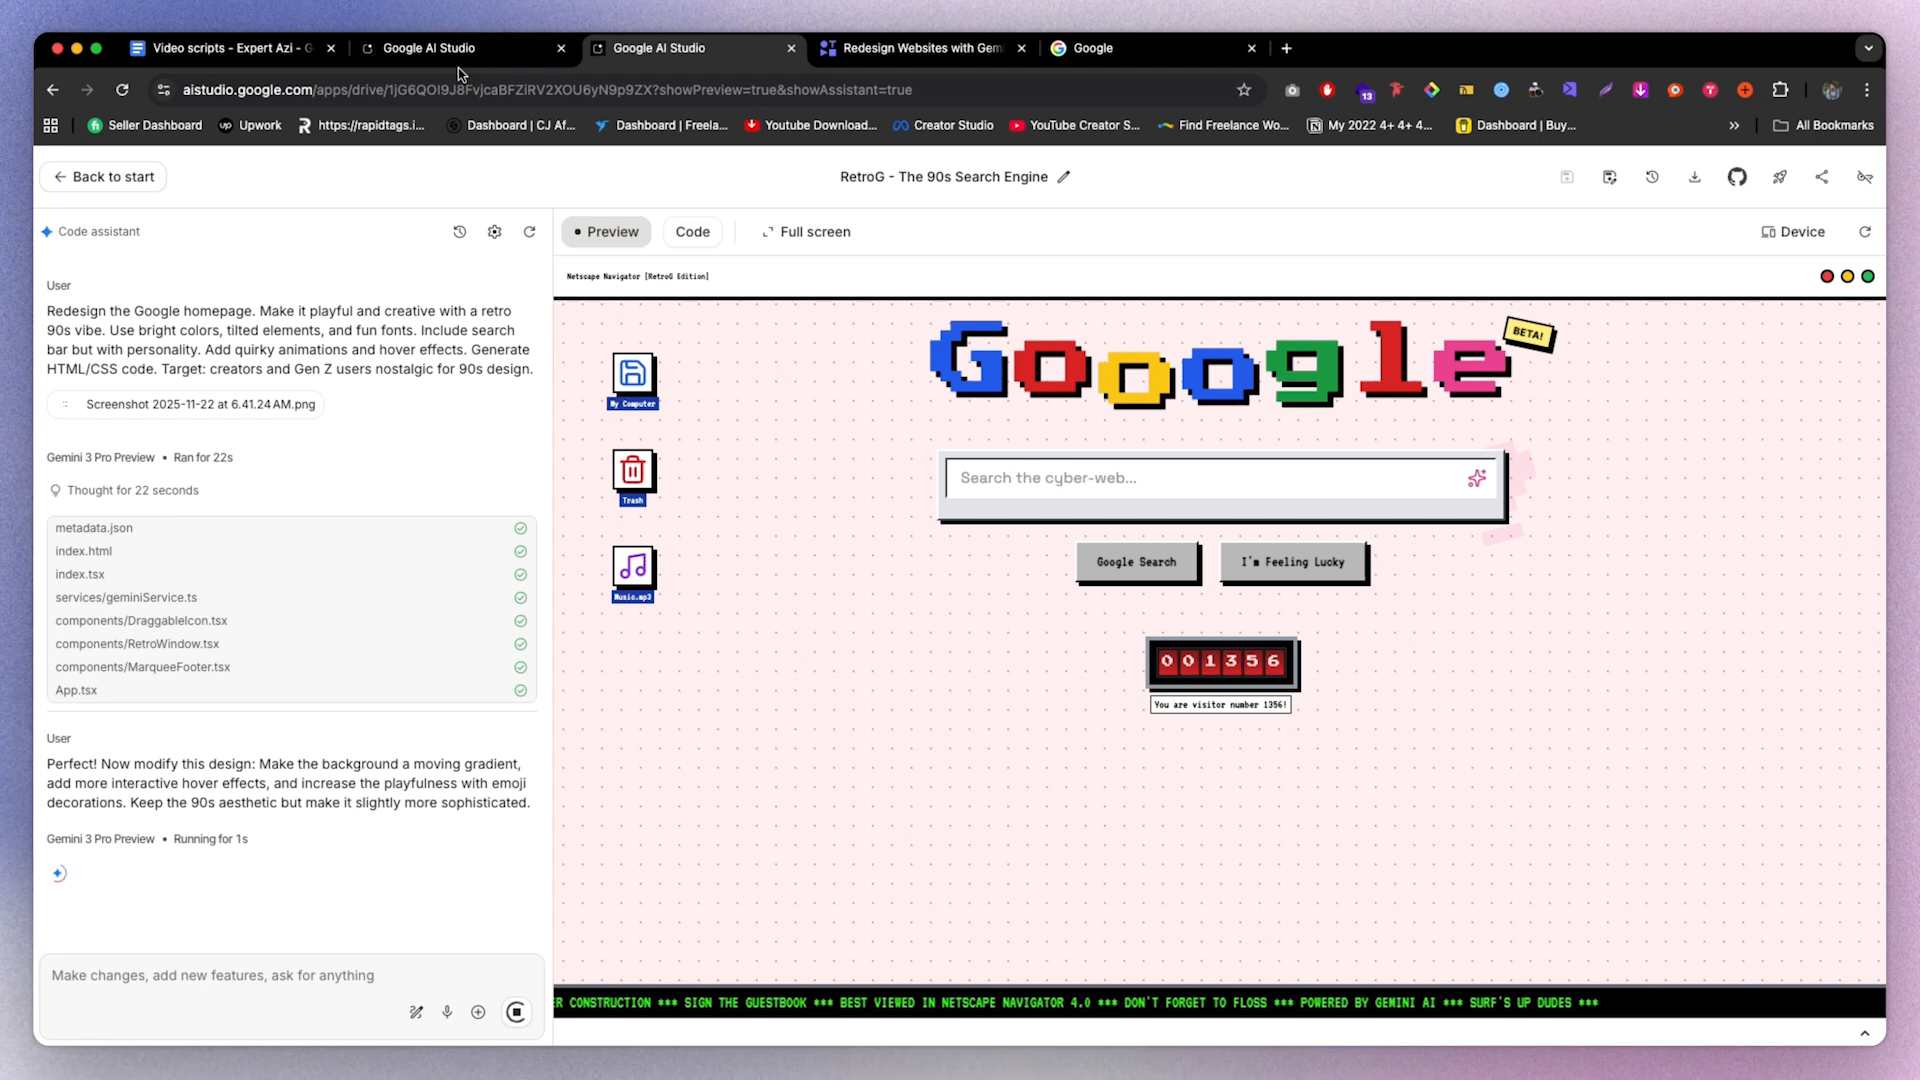 Video scripts - Expert Azi - G
Google AI Studio
Google AI Studio
Redesign Websites with Gemi
Google
aistudio.google.com/apps/drive/1jG6QOI9J8FvjcaBFZiRV2XOU6yN9p9ZX?showPreview=true&showAssistant=true
13
Seller Dashboard
up Upwork
https://rapidtags.i...
Dashboard | CJ Af...
Dashboard | Freela...
Youtube Download...
Creator Studio
YouTube Creator S...
Find Freelance Wo...
My 2022 4+ 4+ 4...
Dashboard | Buy...
All Bookmarks
Back to start
RetroG - The 90s Search Engine
Code assistant
Preview
Code
Full screen
Device
User
Redesign the Google homepage. Make it playful and creative with a retro
90s vibe. Use bright colors, tilted elements, and fun fonts. Include search
bar but with personality. Add quirky animations and hover effects. Generate
HTML/CSS code. Target: creators and Gen Z users nostalgic for 90s design.
Screenshot 2025-11-22 at 6.41.24 AM.png
Gemini 3 Pro Preview • Ran for 22s
Thought for 22 seconds
metadata.json
index.html
index.tsx
services/geminiService.ts
components/DraggableIcon.tsx
components/RetroWindow.tsx
components/MarqueeFooter.tsx
App.tsx
User
Perfect! Now modify this design: Make the background a moving gradient,
add more interactive hover effects, and increase the playfulness with emoji
decorations. Keep the 90s aesthetic but make it slightly more sophisticated.
Gemini 3 Pro Preview • Running for 1s
Make changes, add new features, ask for anything
Netscape Navigator [RetroG Edition]
My Computer
Trash
Music.mp3
Gooogle
BETA!
Search the cyber-web...
Google Search
I'm Feeling Lucky
001356
You are visitor number 1356!
ER CONSTRUCTION *** SIGN THE GUESTBOOK *** BEST VIEWED IN NETSCAPE NAVIGATOR 4.0 *** DON'T FORGET TO FLOSS *** POWERED BY GEMINI AI *** SURF'S UP DUDES ***